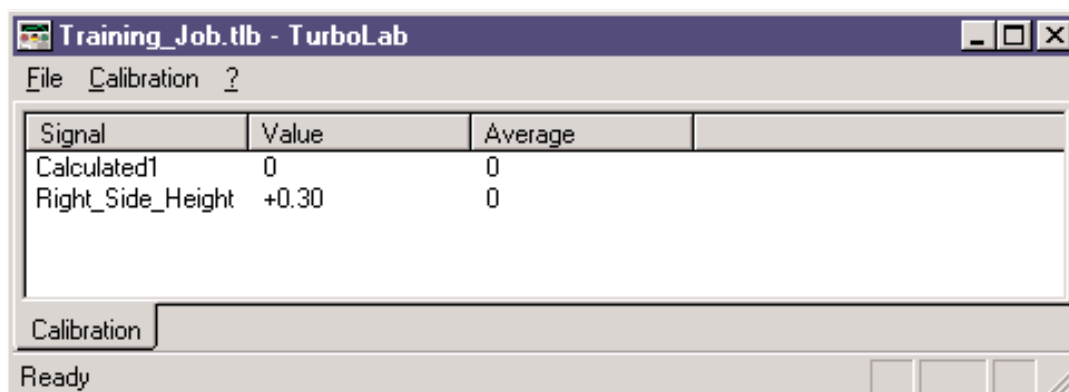 Training_Job.tlb - TurboLab
File Calibration ?
Signal Value Average
Calculated1 0 0
Right_Side_Height +0.30 0
Calibration
Ready